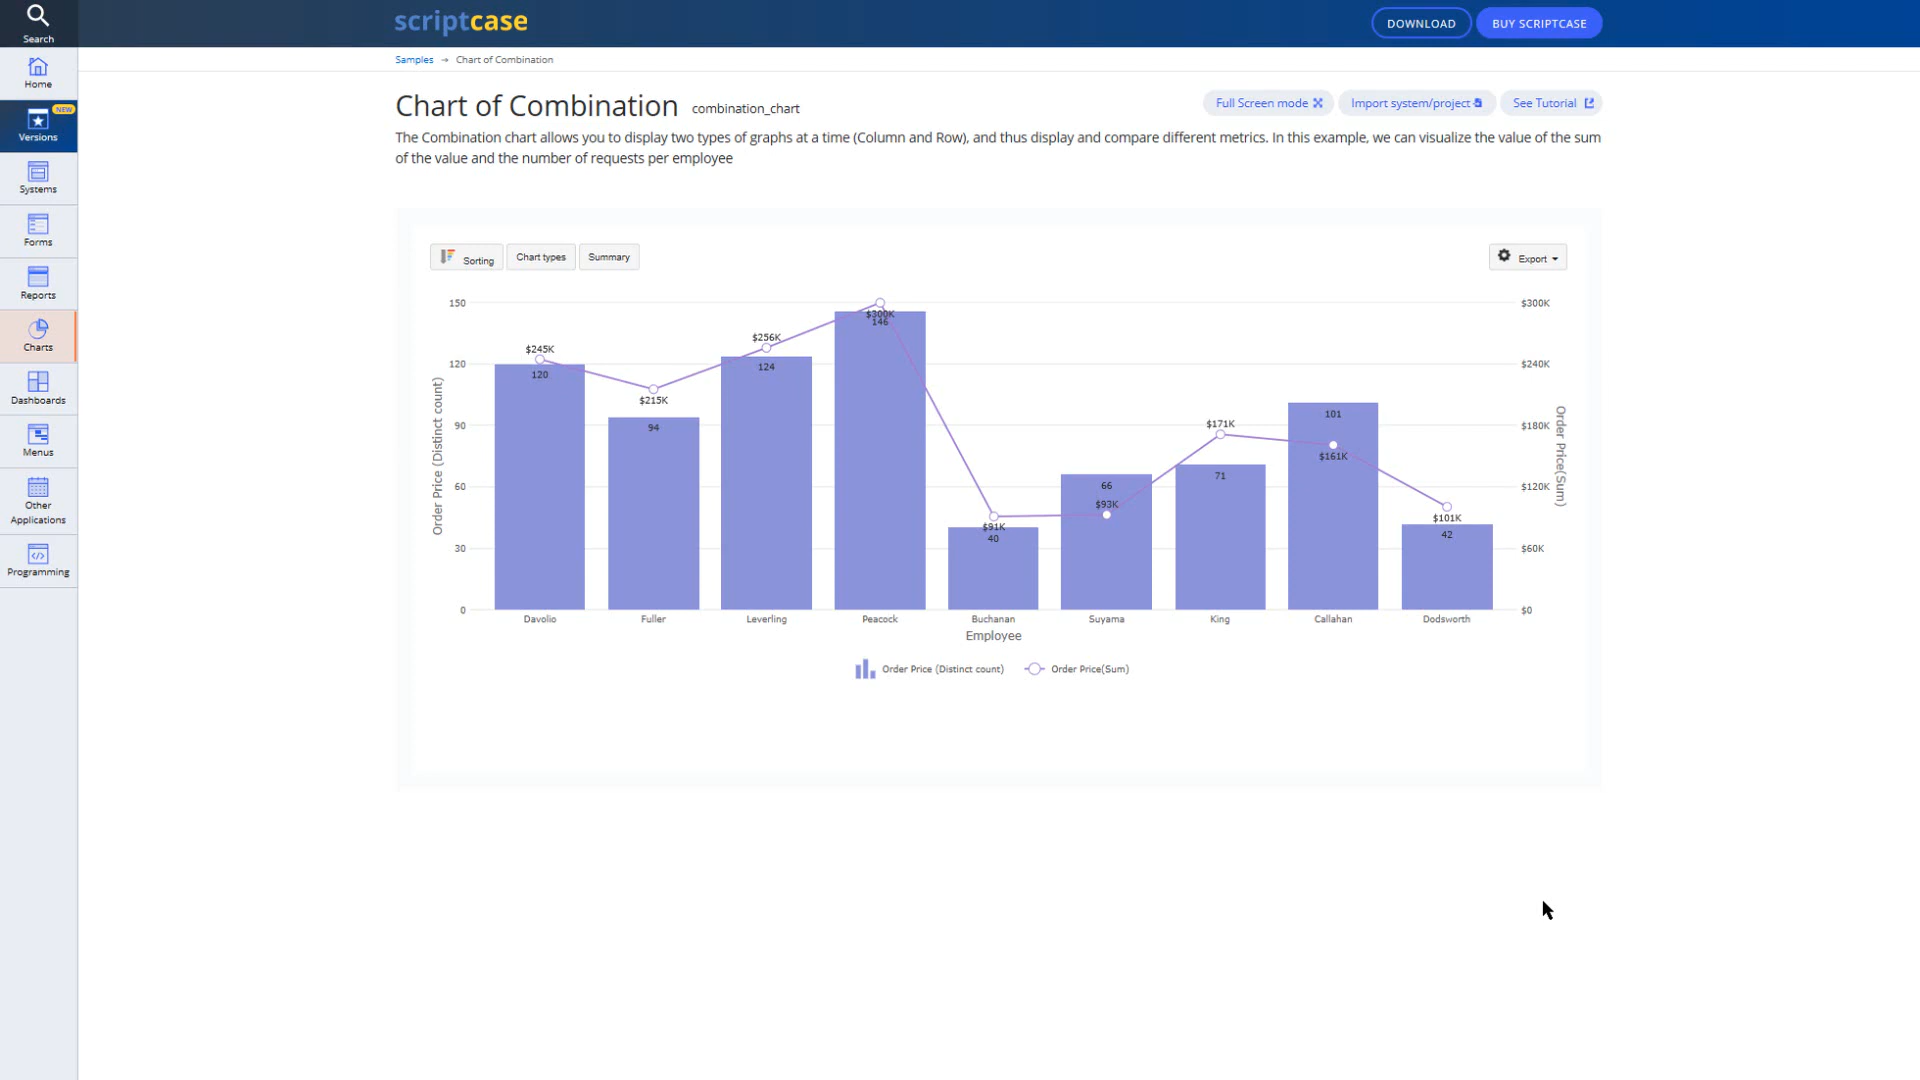 Search
scriptcase
DOWNLOAD
BUY SCRIPTCASE
Home
NEW
Versions
Systems
Forms
Reports
Charts
Dashboards
Menus
Other
Applications
Programming
Samples → Chart of Combination
Chart of Combination combination_chart
Full Screen mode
Import system/project
See Tutorial
The Combination chart allows you to display two types of graphs at a time (Column and Row), and thus display and compare different metrics. In this example, we can visualize the value of the sum
of the value and the number of requests per employee
Sorting
Chart types
Summary
Export
Order Price (Distinct count)
150
120
90
60
30
0
$245K
120
$215K
94
$256K
124
$300K
146
$91K
40
66
$93K
$171K
71
101
$161K
$101K
42
$300K
$240K
$180K
$120K
$60K
$0
Order Price(Sum)
Davolio Fuller Leverling Peacock Buchanan Suyama King Callahan Dodsworth
Employee
Order Price (Distinct count) Order Price(Sum)